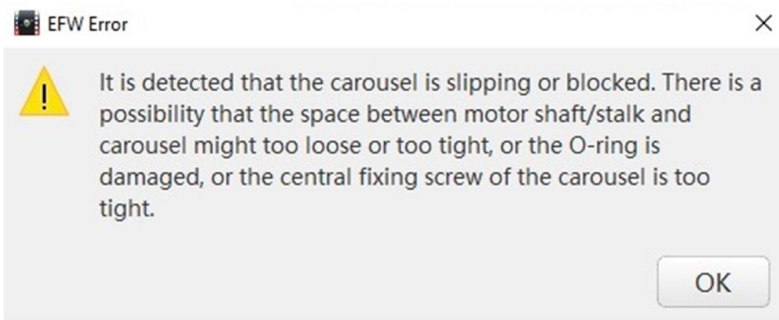 EFW Error
It is detected that the carousel is slipping or blocked. There is a
possibility that the space between motor shaft/stalk and
carousel might too loose or too tight, or the O-ring is
damaged, or the central fixing screw of the carousel is too
tight.
OK